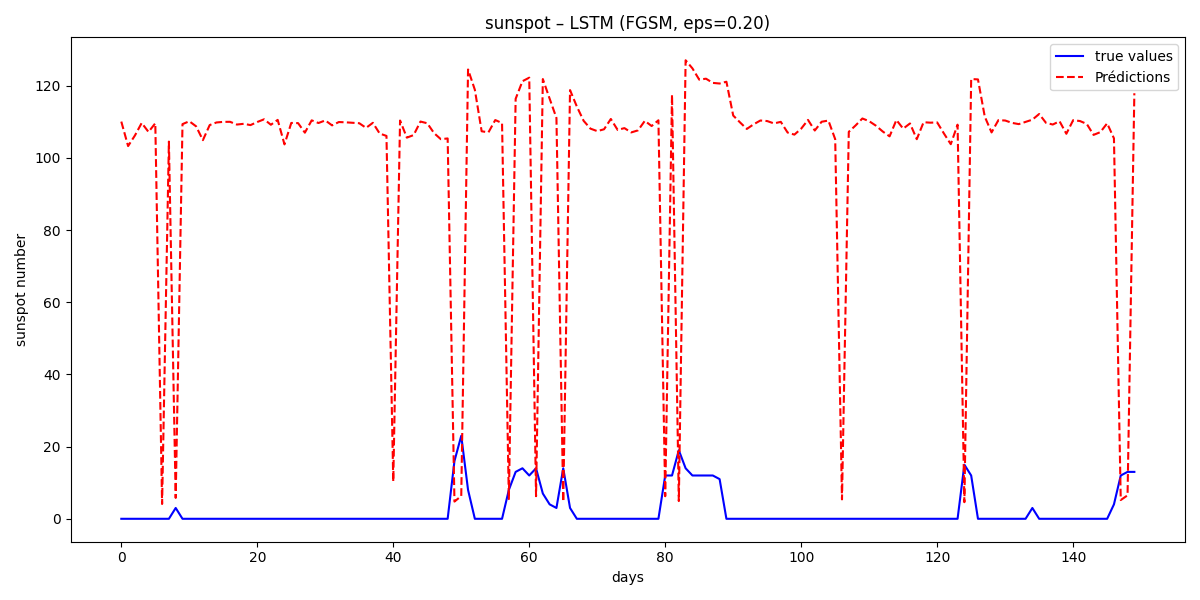 sunspot – LSTM (FGSM, eps=0.20)
true values
Prédictions
sunspot number
120
100
80
60
40
20
0
0 20 40 60 80 100 120 140
days